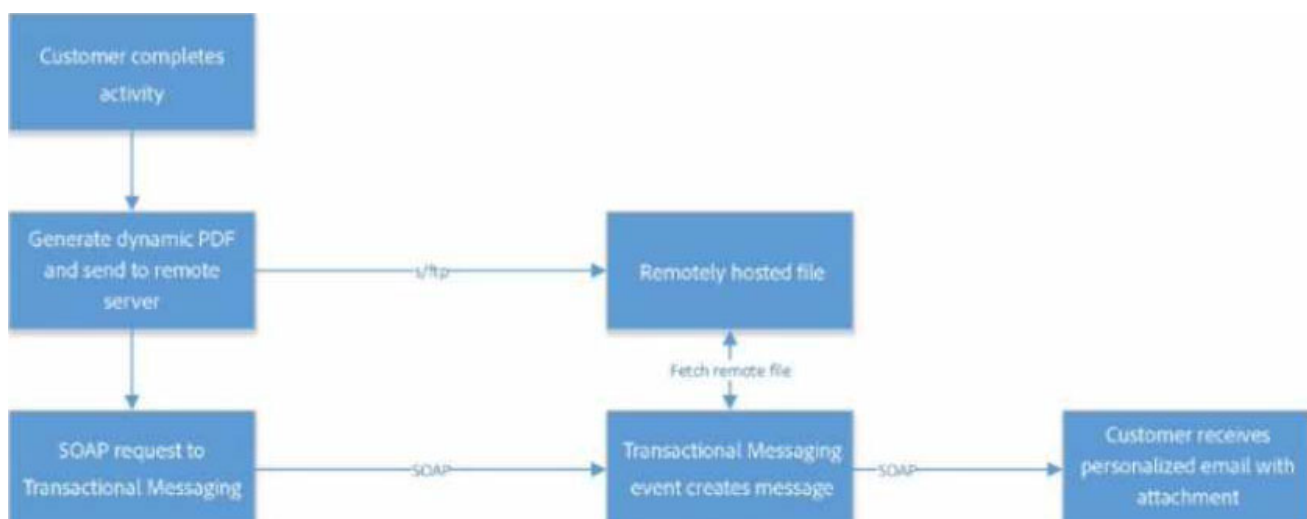 Customer completes
activity
Generate dynamic PDF
and send to remote
server
s/ftp
Remotely hosted file
Fetch remote file
SOAP request to
Transactional Messaging
SOAP
Transactional Messaging
event creates message
SOAP
Customer receives
personalized email with
attachment